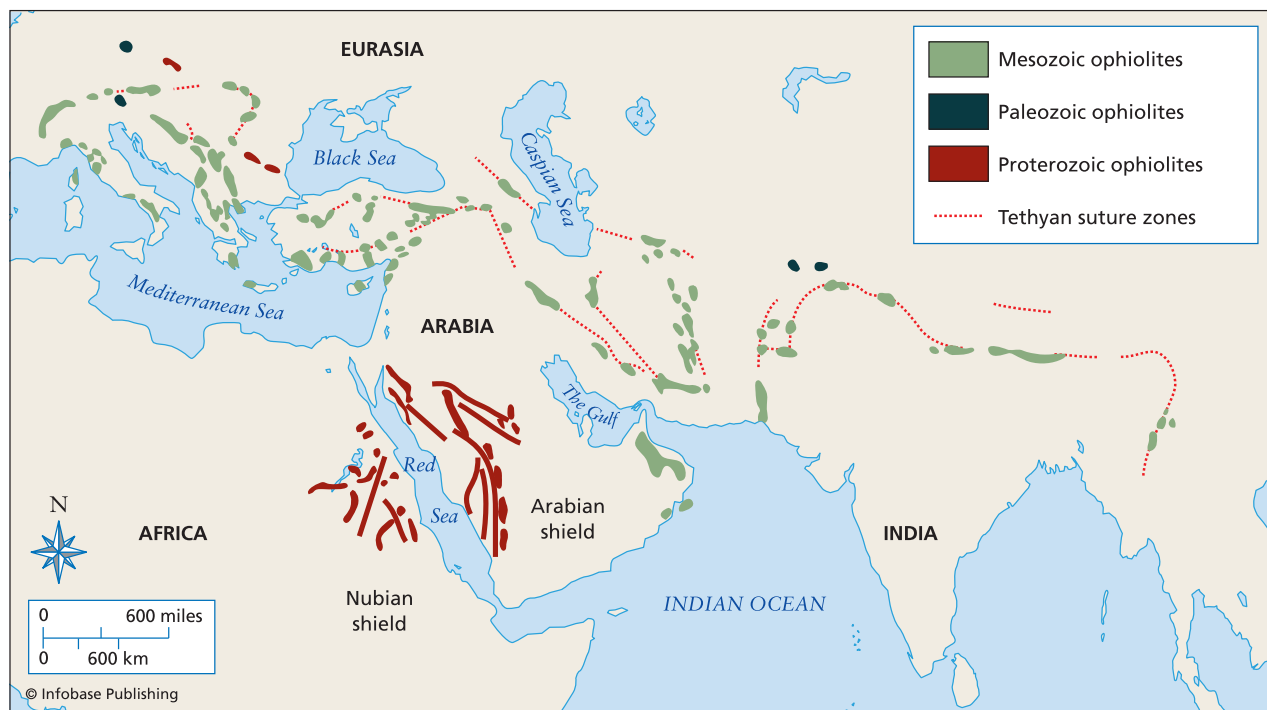 EURASIA
Mesozoic ophiolites
Paleozoic ophiolites
Proterozoic ophiolites
Tethyan suture zones
Black Sea
Caspian Sea
Mediterranean Sea
ARABIA
The Gulf
Red
Sea
Arabian
shield
N
AFRICA
INDIA
Nubian
shield
INDIAN OCEAN
0 600 miles
0 600 km
© Infobase Publishing